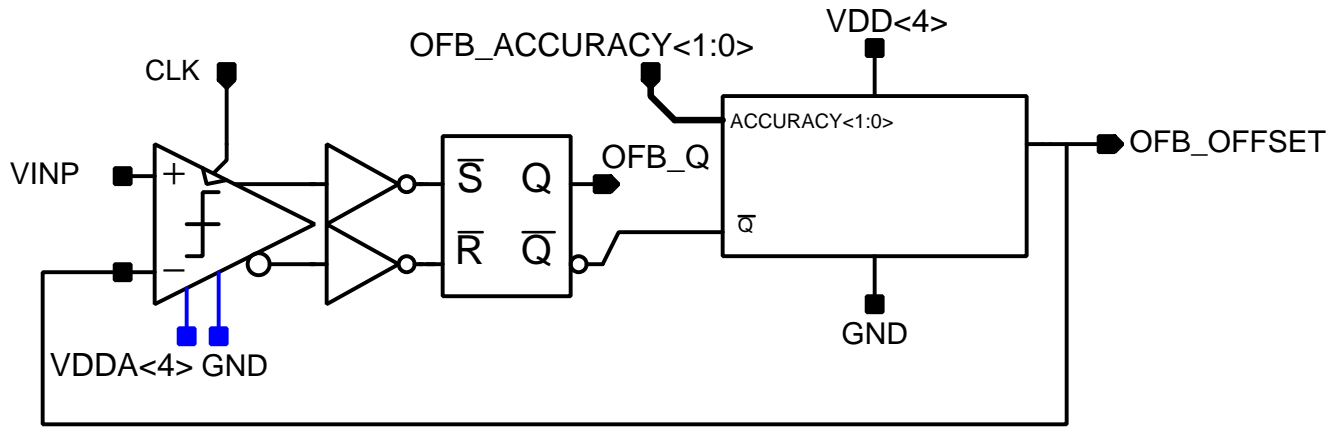 VDD<4>
OFB_ACCURACY<1:0>
CLK
ACCURACY<1:0>
OFB_OFFSET
VINP
+
S̅ Q
OFB_Q
Q̅
R̅ Q̅
−
GND
VDDA<4> GND